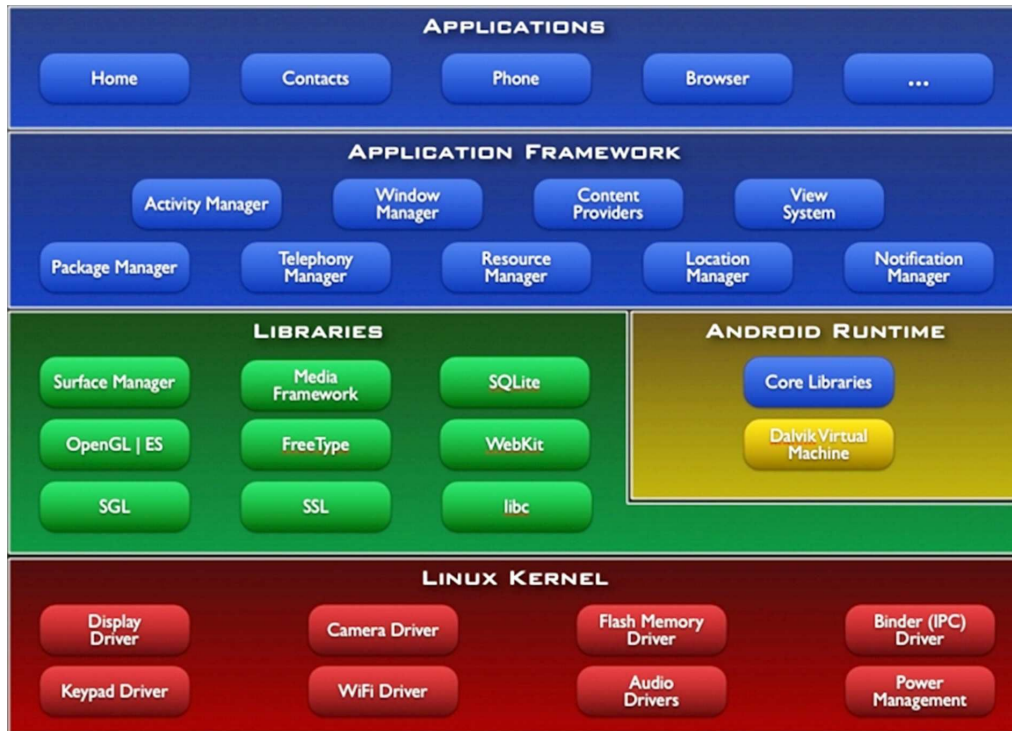 APPLICATIONS
Home
Contacts
Phone
Browser
...
APPLICATION FRAMEWORK
Activity Manager
Window
Manager
Content
Providers
View
System
Package Manager
Telephony
Manager
Resource
Manager
Location
Manager
Notification
Manager
LIBRARIES
Surface Manager
Media
Framework
SQLite
OpenGL | ES
FreeType
WebKit
SGL
SSL
libc
ANDROID RUNTIME
Core Libraries
Dalvik Virtual
Machine
LINUX KERNEL
Display
Driver
Camera Driver
Flash Memory
Driver
Binder (IPC)
Driver
Keypad Driver
WiFi Driver
Audio
Drivers
Power
Management